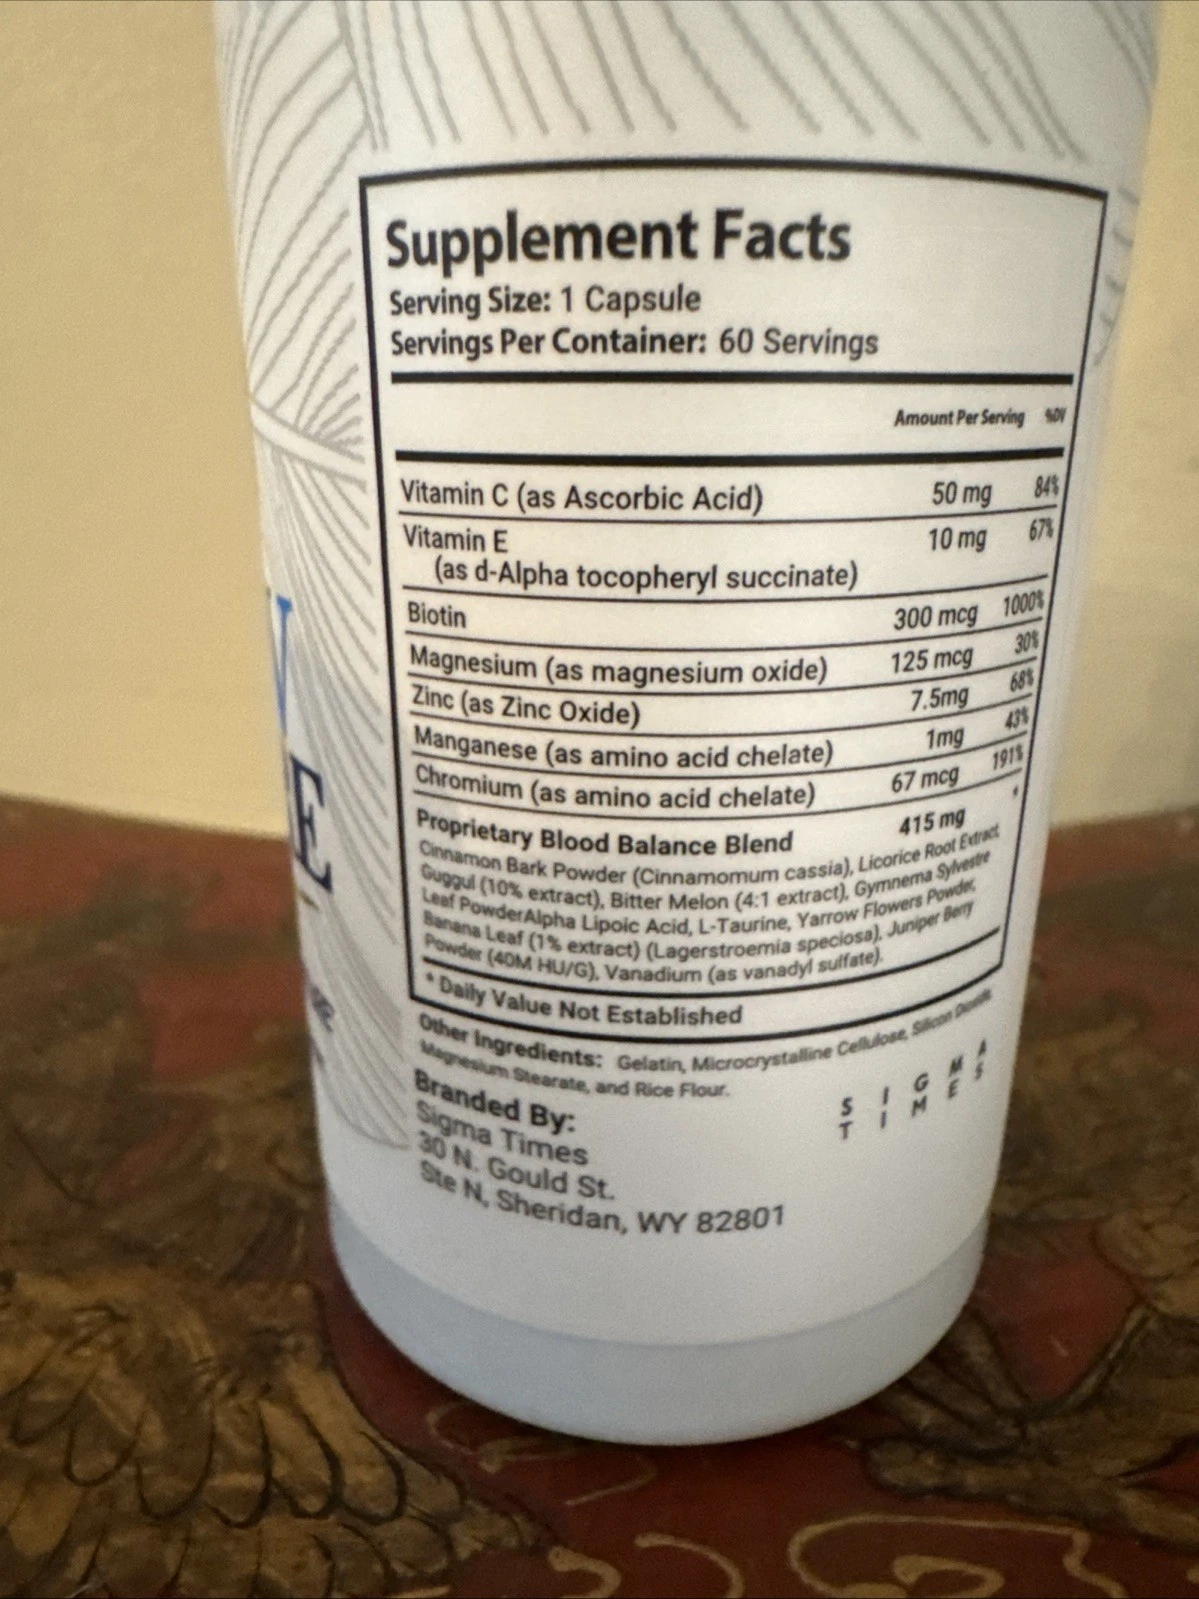 Supplement Facts
Serving Size: 1 Capsule
Servings Per Container: 60 Servings
Amount Per Serving %DV
Vitamin C (as Ascorbic Acid) 50 mg 84%
Vitamin E 10 mg 67%
(as d-Alpha tocopheryl succinate)
Biotin 300 mcg 1000%
Magnesium (as magnesium oxide) 125 mcg 30%
Zinc (as Zinc Oxide) 7.5mg 68%
Manganese (as amino acid chelate) 1mg 43%
Chromium (as amino acid chelate) 67 mcg 191%
Proprietary Blood Balance Blend 415 mg *
Cinnamon Bark Powder (Cinnamomum cassia), Licorice Root Extract
Guggul (10% extract), Bitter Melon (4:1 extract), Gymnema Sylvestre
Leaf PowderAlpha Lipoic Acid, L-Taurine, Yarrow Flowers Powder,
Banana Leaf (1% extract) (Lagerstroemia speciosa), Juniper Berry
Powder (40M HU/G), Vanadium (as vanadyl sulfate).
* Daily Value Not Established
Other Ingredients: Gelatin, Microcrystalline Cellulose, Silicon Dioxide,
Magnesium Stearate, and Rice Flour.
Branded By:
Sigma Times
30 N. Gould St.
Ste N, Sheridan, WY 82801
SIGMA
TIMES